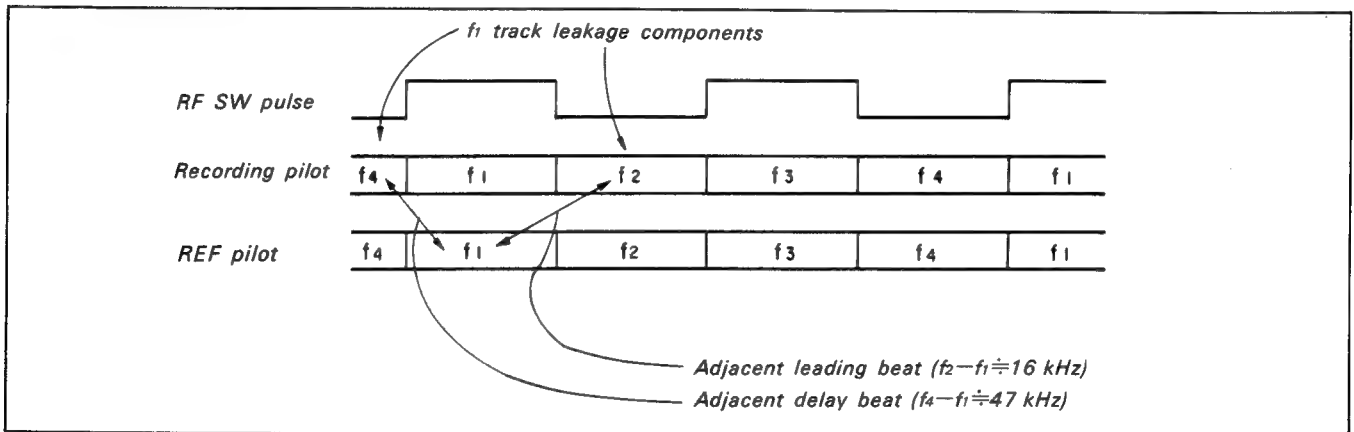 f1 track leakage components
RF SW pulse
Recording pilot f4 f1 f2 f3 f4 f1
REF pilot f4 f1 f2 f3 f4 f1
Adjacent leading beat (f2−f1≒16 kHz)
Adjacent delay beat (f4−f1≒47 kHz)